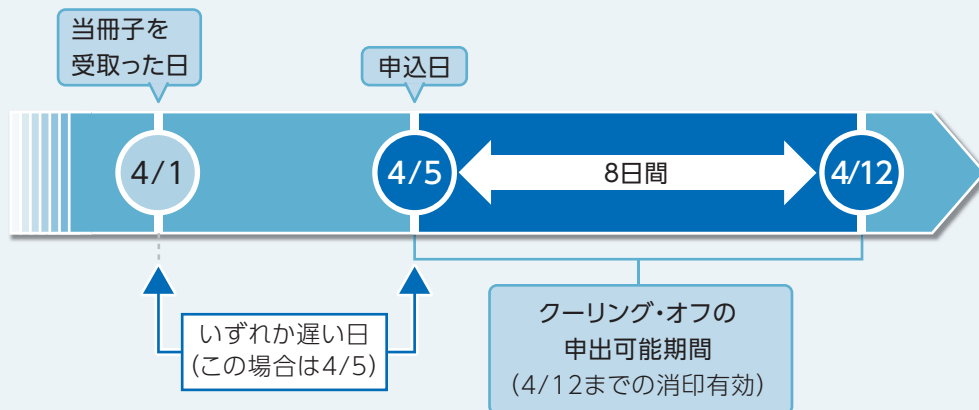 当冊子を
受取った日
申込日
4/1
4/5
8日間
4/12
いずれか遅い日
(この場合は4/5)
クーリング・オフの
申出可能期間
(4/12までの消印有効)